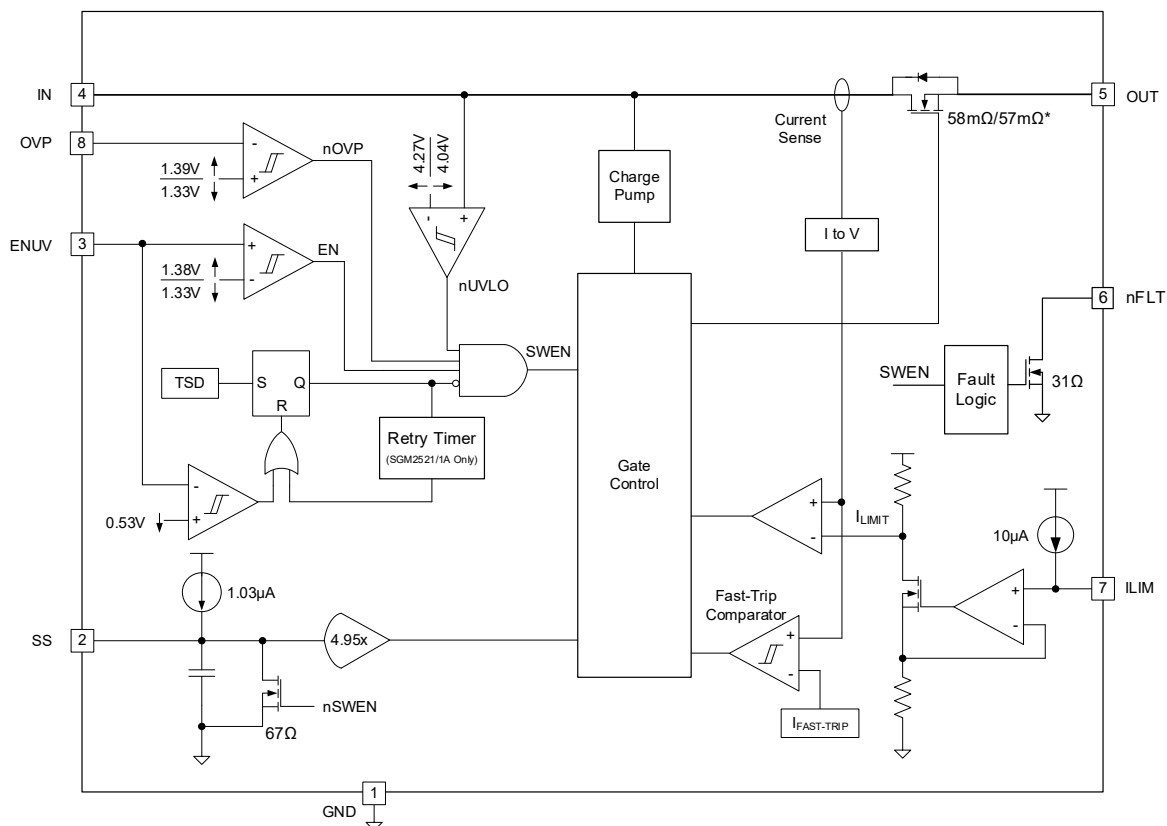 IN
4
5
OUT
58mΩ/57mΩ*
Current
Sense
OVP
8
-
+
1.39V
1.33V
nOVP
4.27V
4.04V
-
+
nUVLO
Charge
Pump
I to V
ENUV
3
+
-
1.38V
1.33V
EN
6
nFLT
SWEN
Fault
Logic
31Ω
TSD
S
Q
R
SWEN
Retry Timer
(SGM2521/1A Only)
Gate
Control
-
+
0.53V
+
-
ILIMIT
10µA
7
ILIM
+
-
1.03µA
SS
2
4.95x
Fast-Trip
Comparator
+
-
IFAST-TRIP
nSWEN
67Ω
1
GND